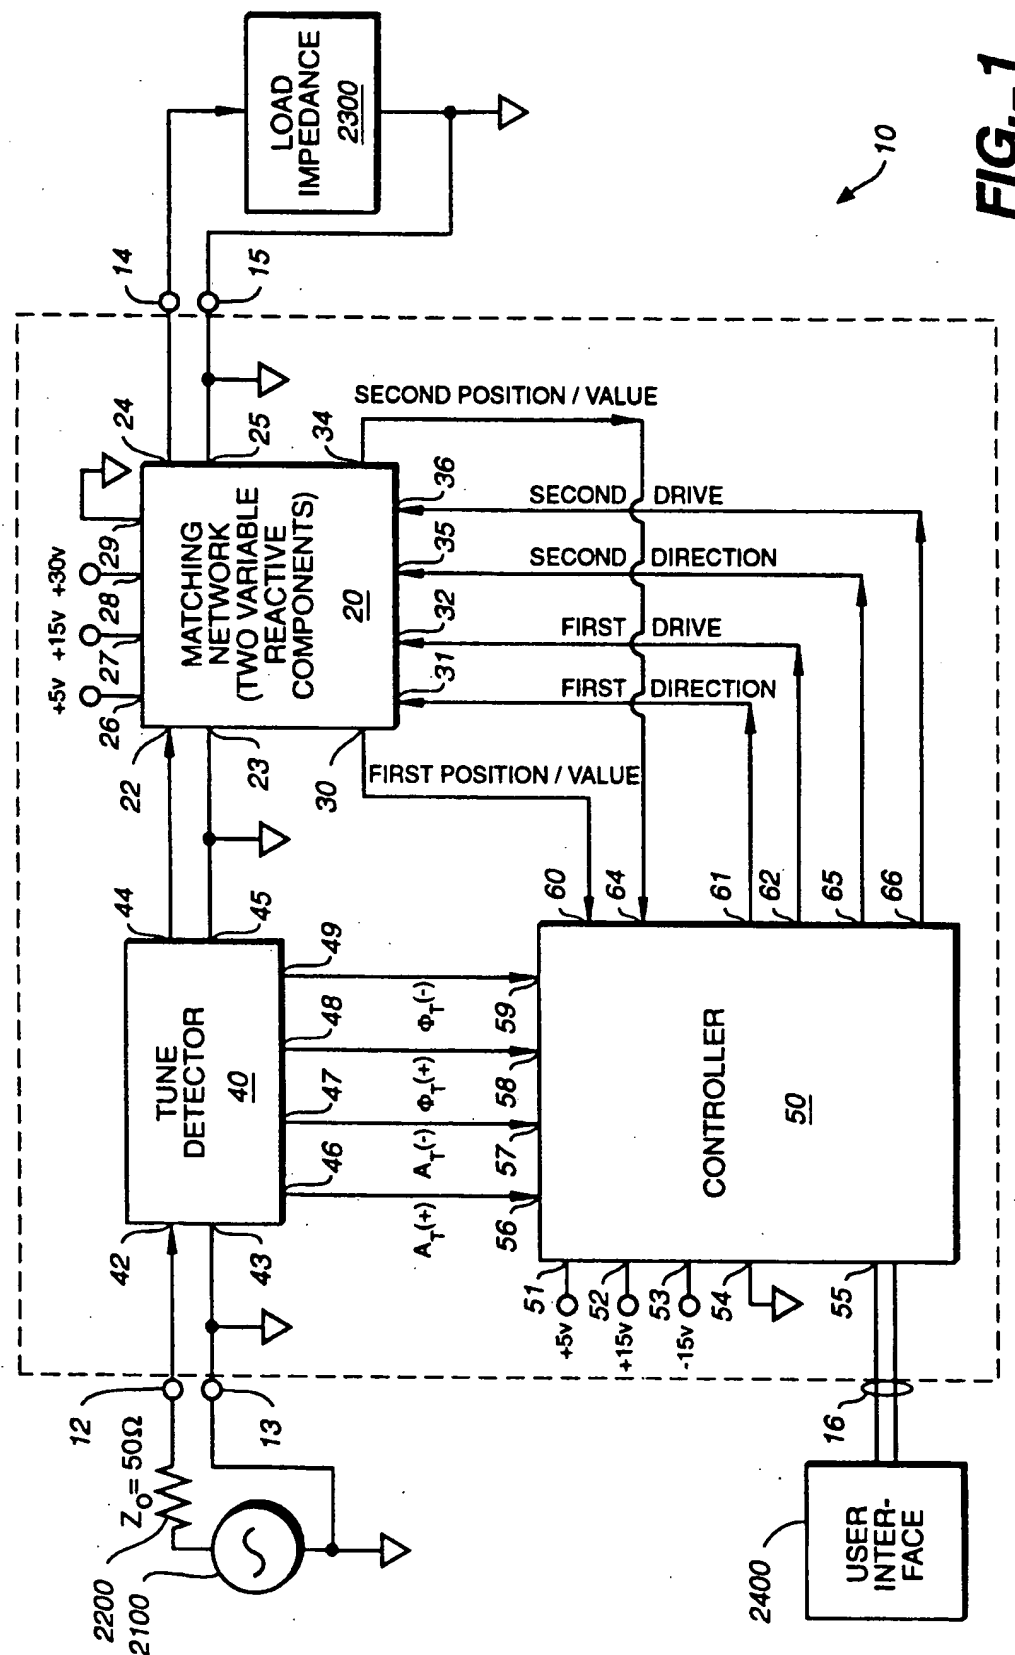 FIG._1
10
LOAD
IMPEDANCE
2300
14
15
24
25
34
SECOND POSITION / VALUE
+5v
+15v
+30v
26
27
28
29
MATCHING
NETWORK
(TWO VARIABLE
REACTIVE
COMPONENTS)
20
22
23
30
31
32
35
36
FIRST POSITION / VALUE
FIRST DIRECTION
FIRST DRIVE
SECOND DIRECTION
SECOND DRIVE
44
45
TUNE
DETECTOR
40
42
43
46
47
48
49
A_T(+)
A_T(-)
Φ_T(+)
Φ_T(-)
56
57
58
59
60
64
61
62
65
66
CONTROLLER
50
51
52
53
54
55
+5v
+15v
-15v
12
13
Z_O= 50Ω
2200
2100
16
2400
USER
INTER-
FACE